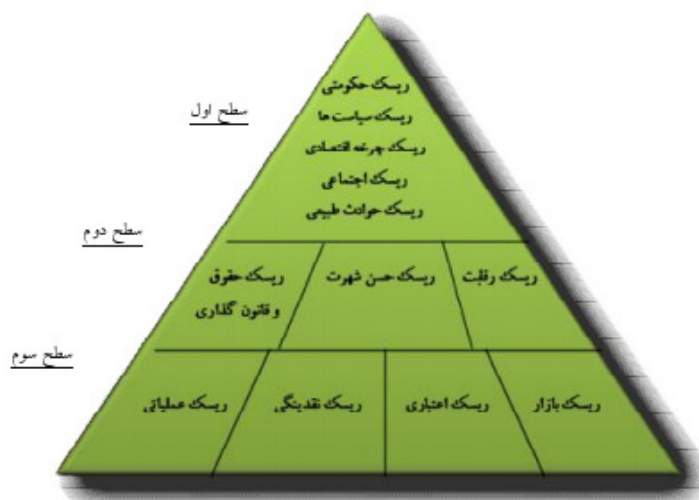 ریسک حکومتی
سطح اول
ریسک سیاست ها
ریسک چرخه اقتصادی
ریسک اجتماعی
ریسک حوادث طبیعی
سطح دوم
ریسک رقابت
ریسک حسن شهرت
ریسک حقوق
و قانون گذاری
سطح سوم
ریسک بازار
ریسک اعتباری
ریسک نقدینگی
ریسک عملیاتی